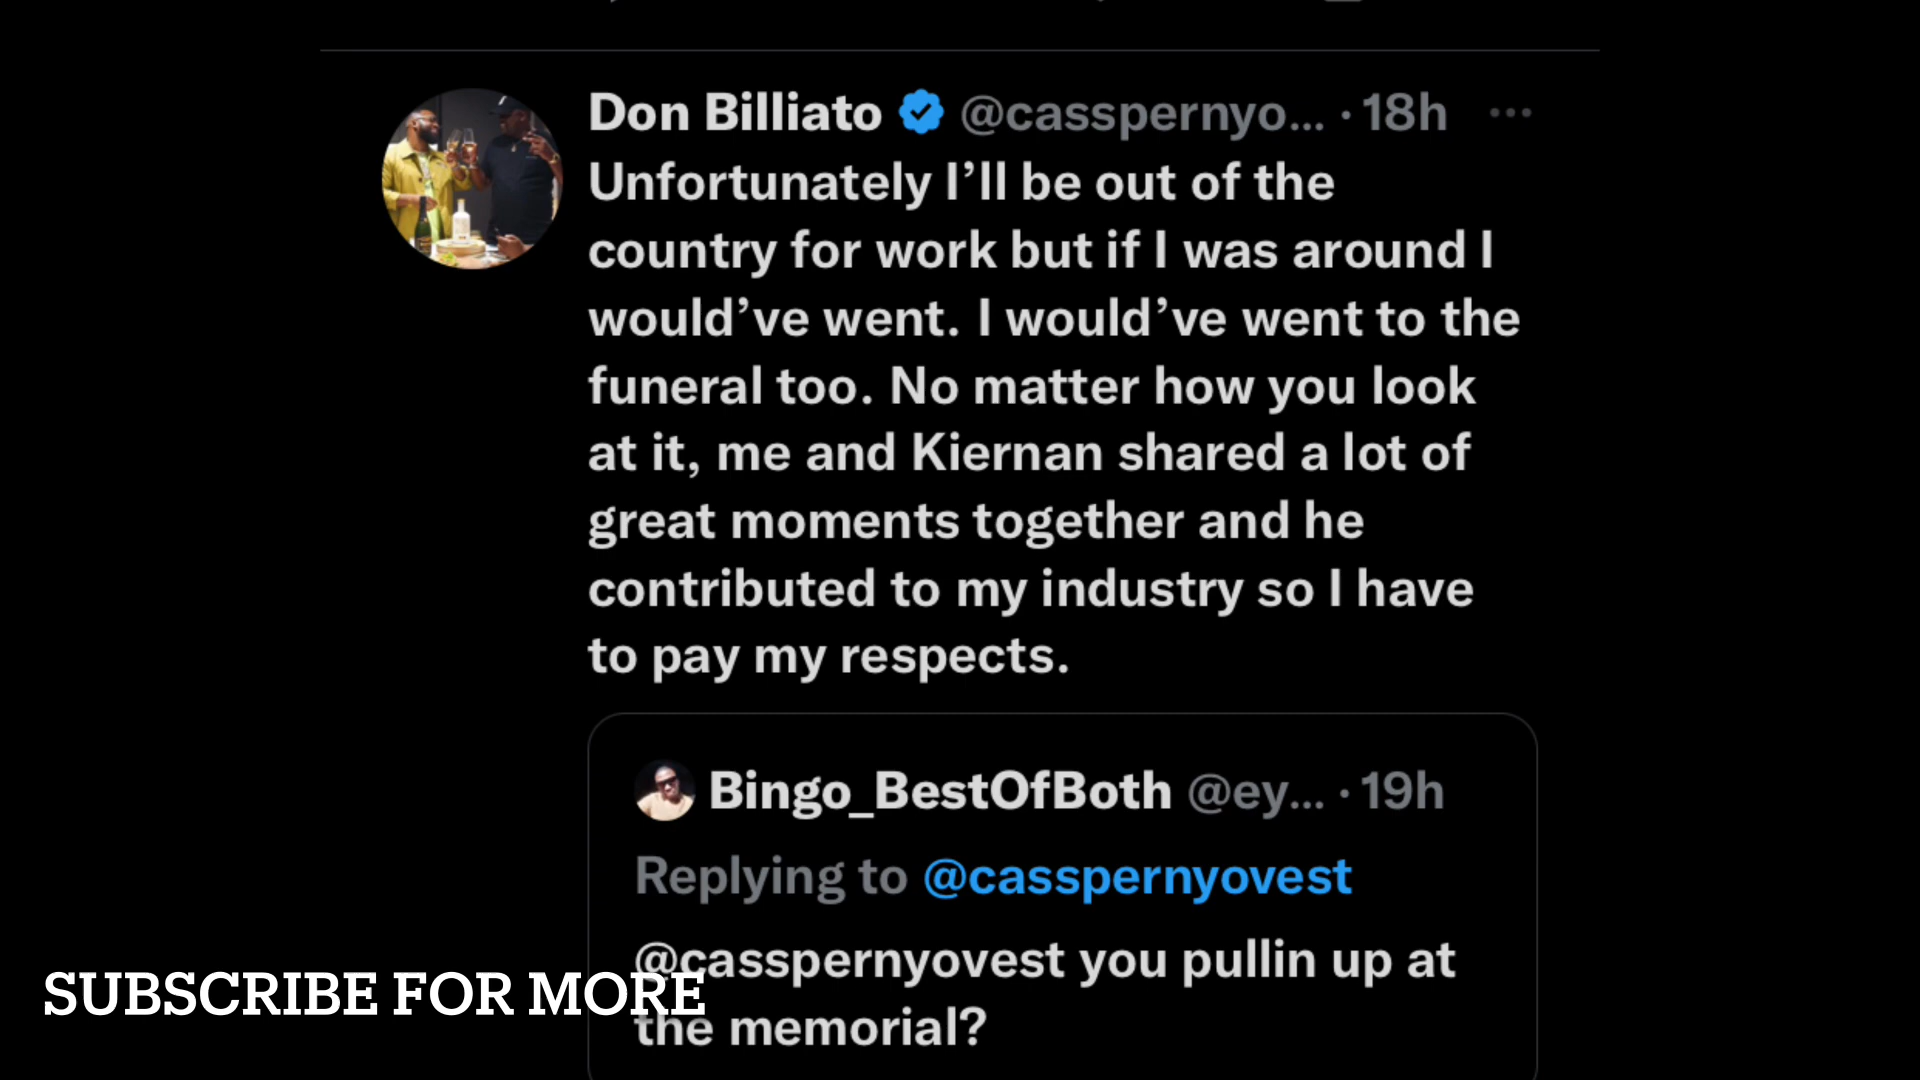 Don Billiato @casspernyo... · 18h ...
Unfortunately I’ll be out of the
country for work but if I was around I
would’ve went. I would’ve went to the
funeral too. No matter how you look
at it, me and Kiernan shared a lot of
great moments together and he
contributed to my industry so I have
to pay my respects.
Bingo_BestOfBoth @ey... · 19h
Replying to @casspernyovest
@casspernyovest you pullin up at
the memorial?
SUBSCRIBE FOR MORE